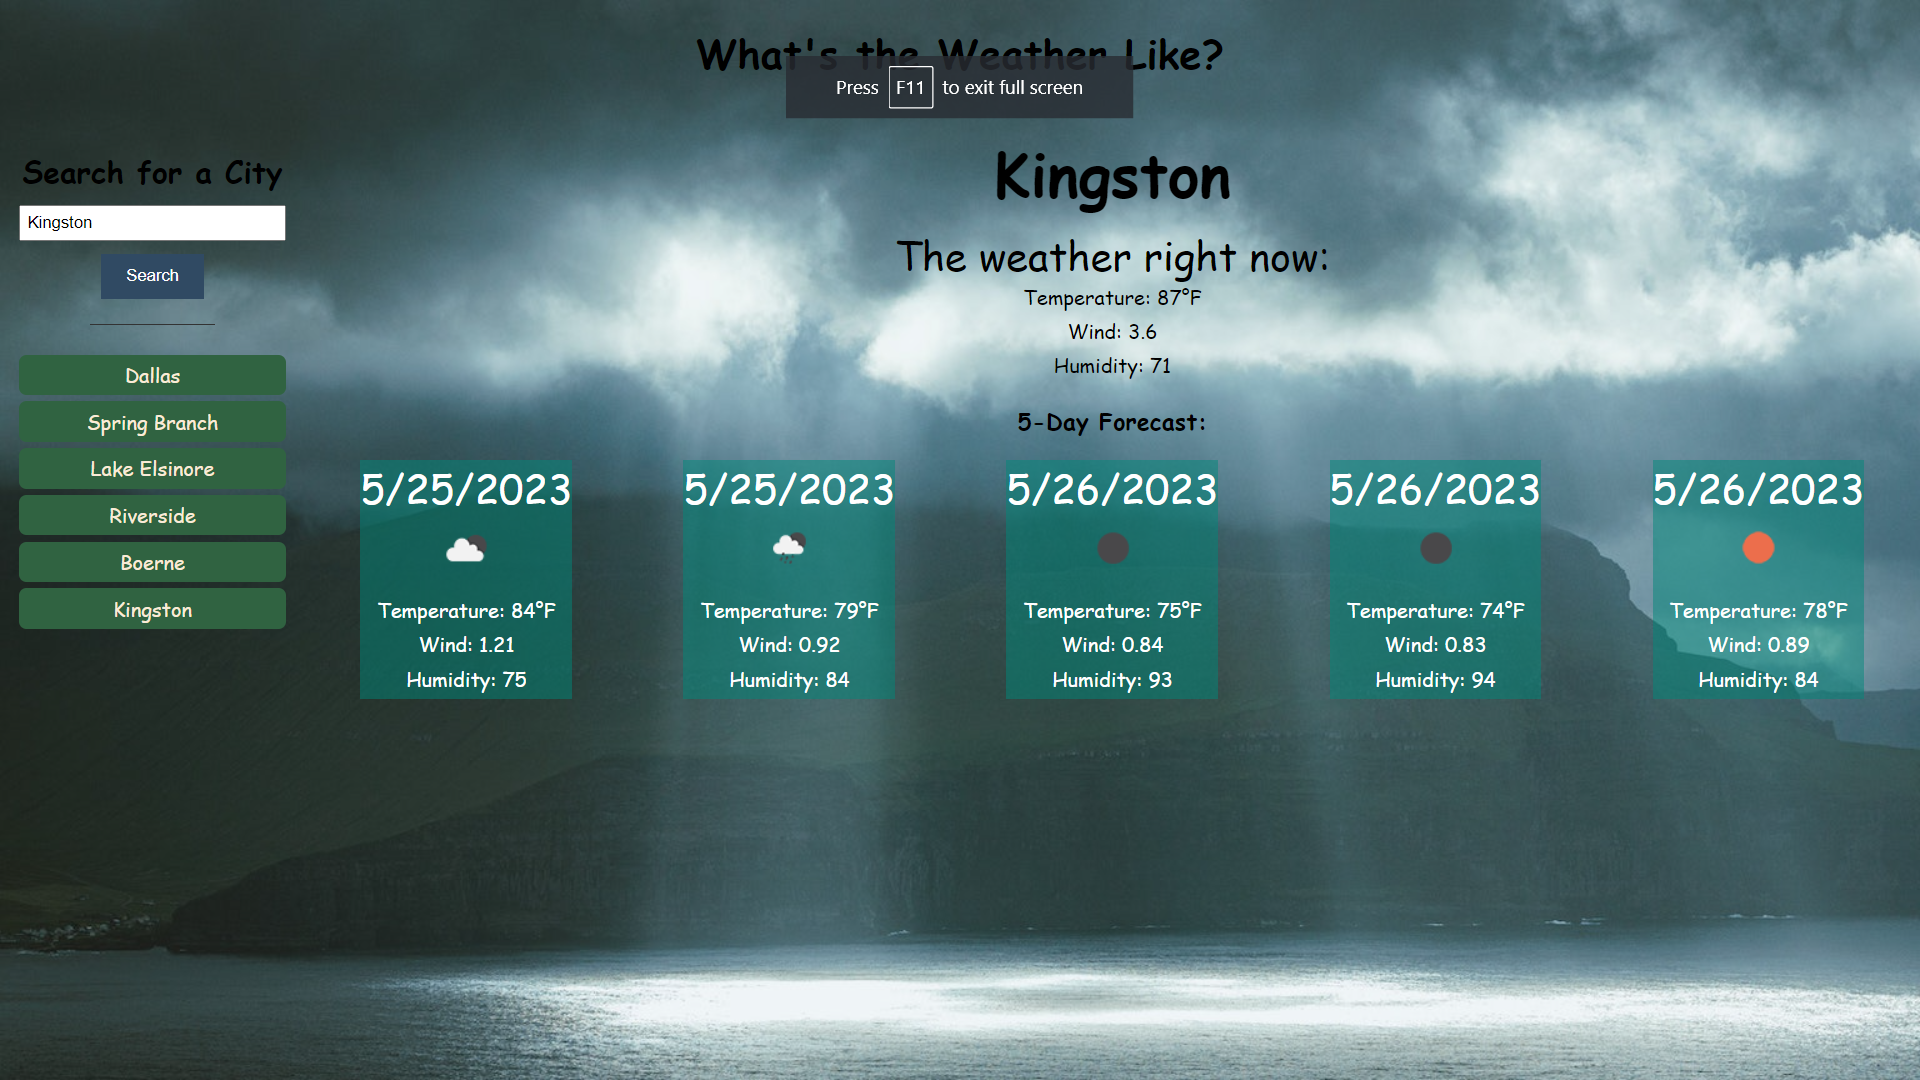 What's the Weather Like?
Press F11 to exit full screen
Search for a City
Kingston
Search
Dallas
Spring Branch
Lake Elsinore
Riverside
Boerne
Kingston
Kingston
The weather right now:
Temperature: 87°F
Wind: 3.6
Humidity: 71
5-Day Forecast:
5/25/2023
Temperature: 84°F
Wind: 1.21
Humidity: 75
5/25/2023
Temperature: 79°F
Wind: 0.92
Humidity: 84
5/26/2023
Temperature: 75°F
Wind: 0.84
Humidity: 93
5/26/2023
Temperature: 74°F
Wind: 0.83
Humidity: 94
5/26/2023
Temperature: 78°F
Wind: 0.89
Humidity: 84